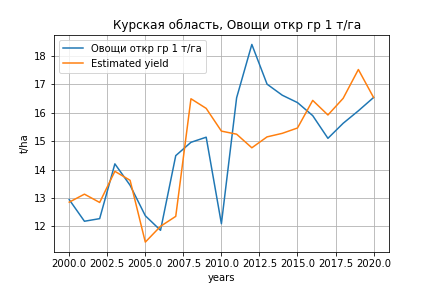 Курская область, Овощи откр гр 1 т/га
Овощи откр гр 1 т/га
Estimated yield
18
17
16
15
14
13
12
t/ha
2000.0 2002.5 2005.0 2007.5 2010.0 2012.5 2015.0 2017.5 2020.0
years